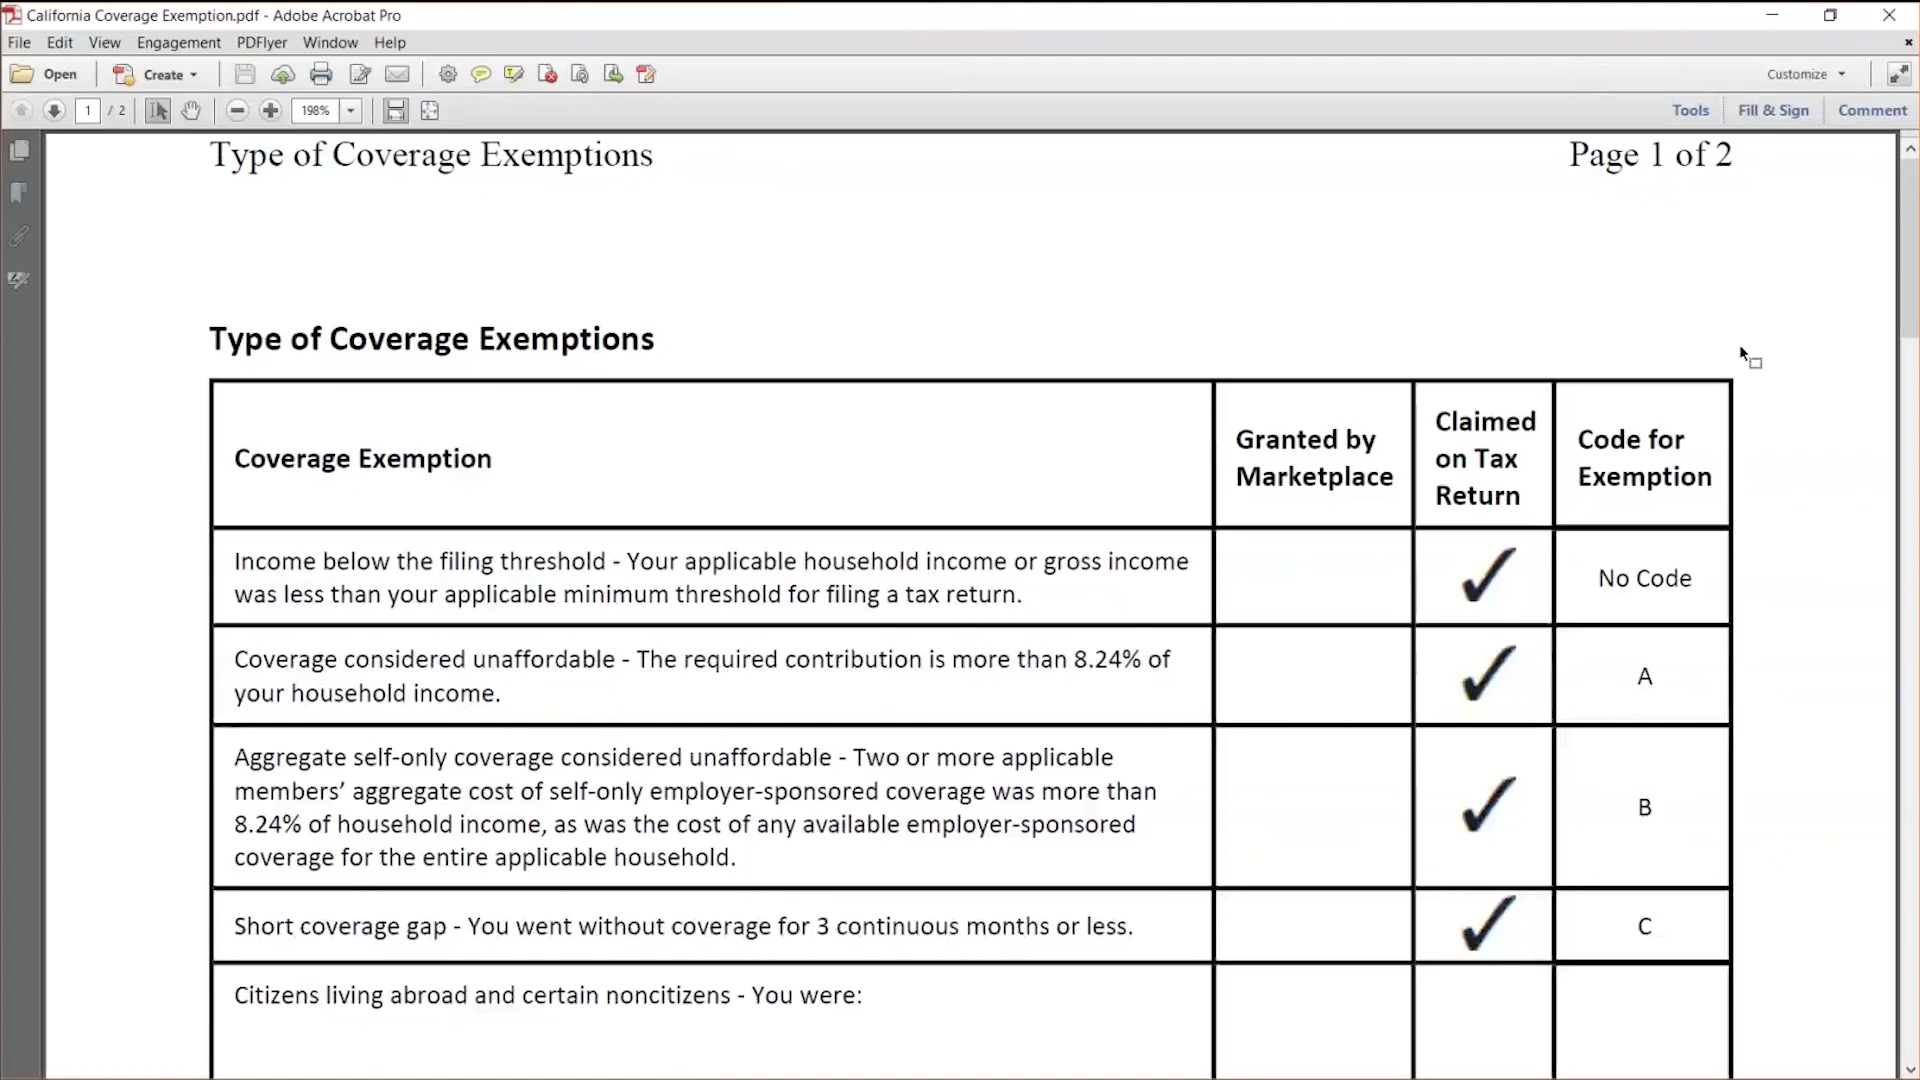 California Coverage Exemption.pdf - Adobe Acrobat Pro
File Edit View Engagement PDFlyer Window Help
Open Create Customize
1 / 2 198% Tools Fill & Sign Comment
Type of Coverage Exemptions Page 1 of 2
Type of Coverage Exemptions
Coverage Exemption
Granted by
Marketplace
Claimed
on Tax
Return
Code for
Exemption
Income below the filing threshold - Your applicable household income or gross income
was less than your applicable minimum threshold for filing a tax return.
No Code
Coverage considered unaffordable - The required contribution is more than 8.24% of
your household income.
A
Aggregate self-only coverage considered unaffordable - Two or more applicable
members’ aggregate cost of self-only employer-sponsored coverage was more than
8.24% of household income, as was the cost of any available employer-sponsored
coverage for the entire applicable household.
B
Short coverage gap - You went without coverage for 3 continuous months or less.
C
Citizens living abroad and certain noncitizens - You were: